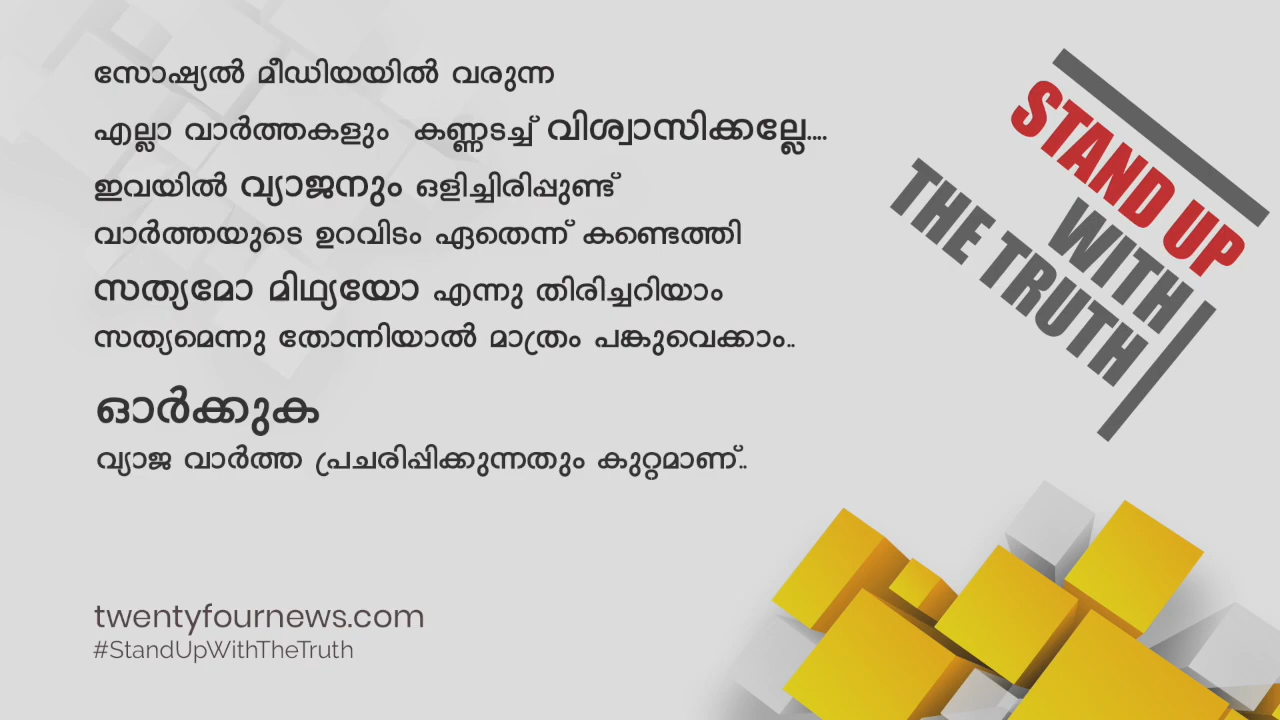 സോഷ്യൽ മീഡിയയിൽ വരുന്ന
എല്ലാ വാർത്തകളും കണ്ണടച്ച് വിശ്വാസിക്കല്ലേ....
ഇവയിൽ വ്യാജനും ഒളിച്ചിരിപ്പുണ്ട്
വാർത്തയുടെ ഉറവിടം ഏതെന്ന് കണ്ടെത്തി
സത്യമോ മിഥ്യയോ എന്നു തിരിച്ചറിയാം
സത്യമെന്നു തോന്നിയാൽ മാത്രം പങ്കുവെക്കാം..
ഓർക്കുക
വ്യാജ വാർത്ത പ്രചരിപ്പിക്കുന്നതും കുറ്റമാണ്..
STAND UP
WITH
THE TRUTH
twentyfournews.com
#StandUpWithTheTruth